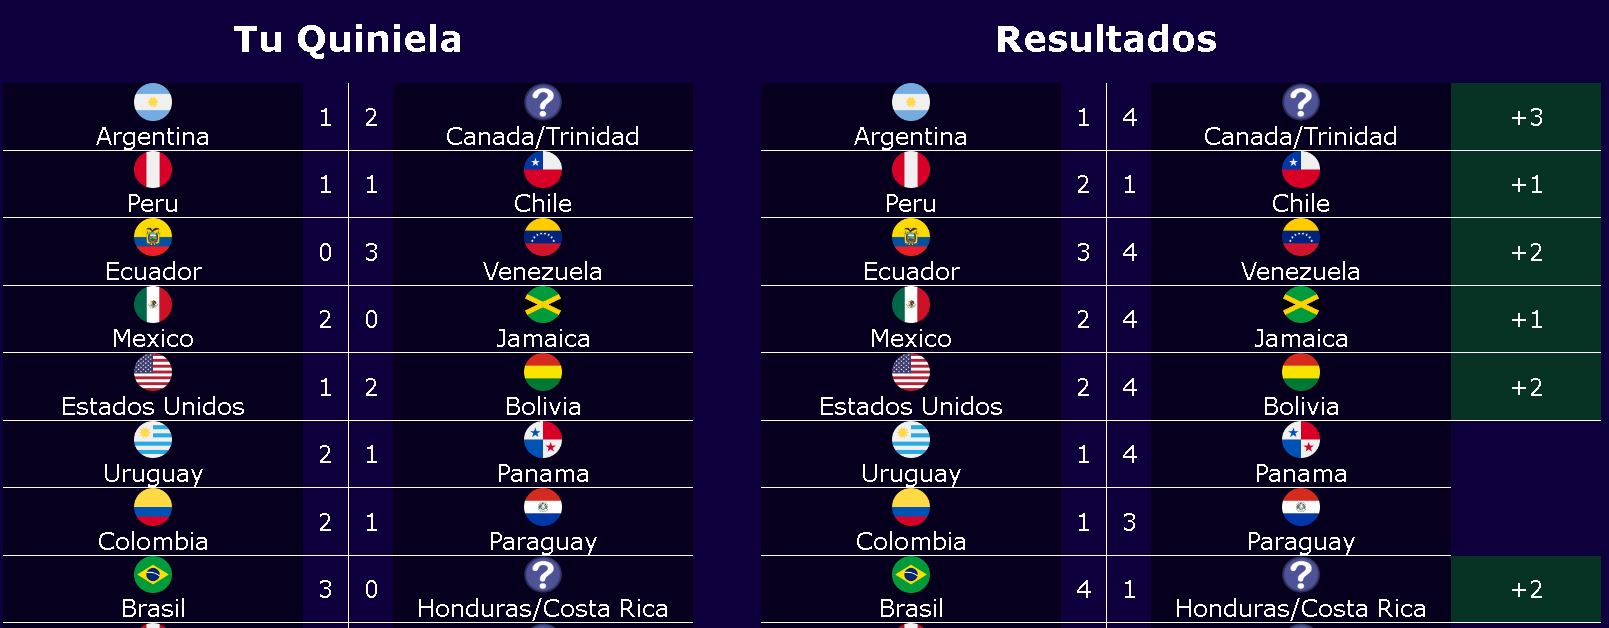 Tu Quiniela Resultados
Argentina 1 2 ? Canada/Trinidad Argentina 1 4 ? Canada/Trinidad +3
Peru 1 1 Chile Peru 2 1 Chile +1
Ecuador 0 3 Venezuela Ecuador 3 4 Venezuela +2
Mexico 2 0 Jamaica Mexico 2 4 Jamaica +1
Estados Unidos 1 2 Bolivia Estados Unidos 2 4 Bolivia +2
Uruguay 2 1 Panama Uruguay 1 4 Panama
Colombia 2 1 Paraguay Colombia 1 3 Paraguay
Brasil 3 0 ? Honduras/Costa Rica Brasil 4 1 ? Honduras/Costa Rica +2